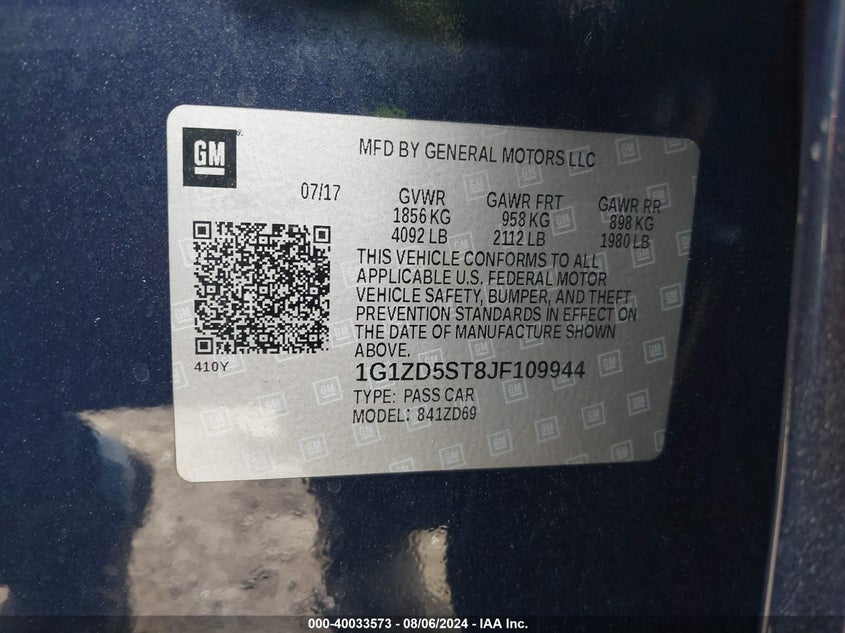 GM
MFD BY GENERAL MOTORS LLC
07/17
GVWR GAWR FRT GAWR RR
1856 KG 958 KG 898 KG
4092 LB 2112 LB 1980 LB
THIS VEHICLE CONFORMS TO ALL
APPLICABLE U.S. FEDERAL MOTOR
VEHICLE SAFETY, BUMPER, AND THEFT
PREVENTION STANDARDS IN EFFECT ON
THE DATE OF MANUFACTURE SHOWN
ABOVE.
410Y
1G1ZD5ST8JF109944
TYPE: PASS CAR
MODEL: 841ZD69
000-40033573 - 08/06/2024 - IAA Inc.